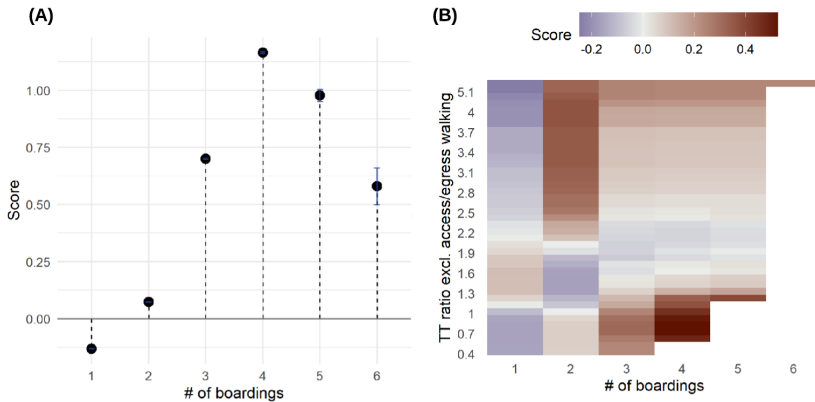 (A)
Score
1.00
0.75
0.50
0.25
0.00
1 2 3 4 5 6
# of boardings
(B)
Score
-0.2 0.0 0.2 0.4
TT ratio excl. access/egress walking
5.1
4
3.7
3.4
3.1
2.8
2.5
2.2
1.9
1.6
1.3
1
0.7
0.4
1 2 3 4 5 6
# of boardings